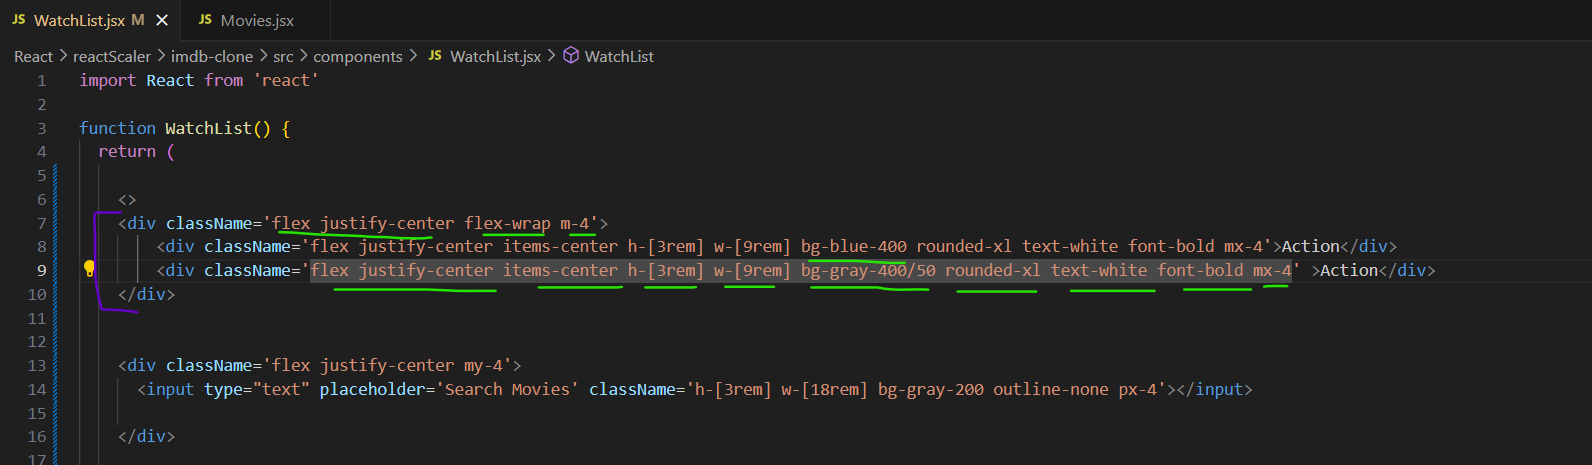 JS WatchList.jsx M × JS Movies.jsx
React > reactScaler > imdb-clone > src > components > JS WatchList.jsx > WatchList
1 import React from 'react'
2
3 function WatchList() {
4 return (
5
6 <>
7 <div className='flex justify-center flex-wrap m-4'>
8 <div className='flex justify-center items-center h-[3rem] w-[9rem] bg-blue-400 rounded-xl text-white font-bold mx-4'>Action</div>
9 <div className='flex justify-center items-center h-[3rem] w-[9rem] bg-gray-400/50 rounded-xl text-white font-bold mx-4' >Action</div>
10 </div>
11
12
13 <div className='flex justify-center my-4'>
14 <input type="text" placeholder='Search Movies' className='h-[3rem] w-[18rem] bg-gray-200 outline-none px-4'></input>
15
16 </div>
17